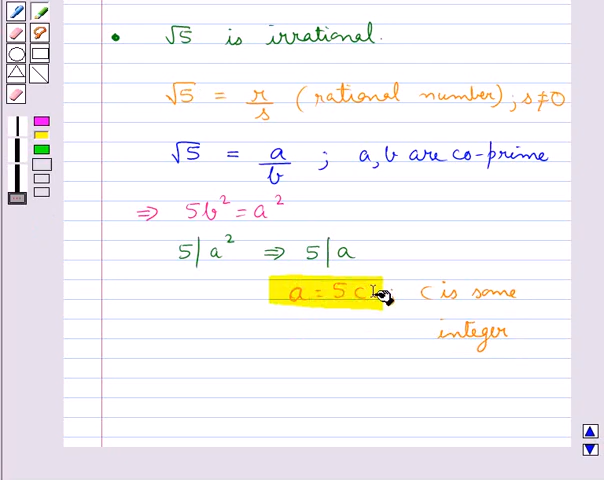 • √5 is irrational.
√5 = r/s (rational number); s≠0
√5 = a/b ; a, b are co-prime
⇒ 5b² = a²
5|a² ⇒ 5|a
a = 5c ; c is some
integer